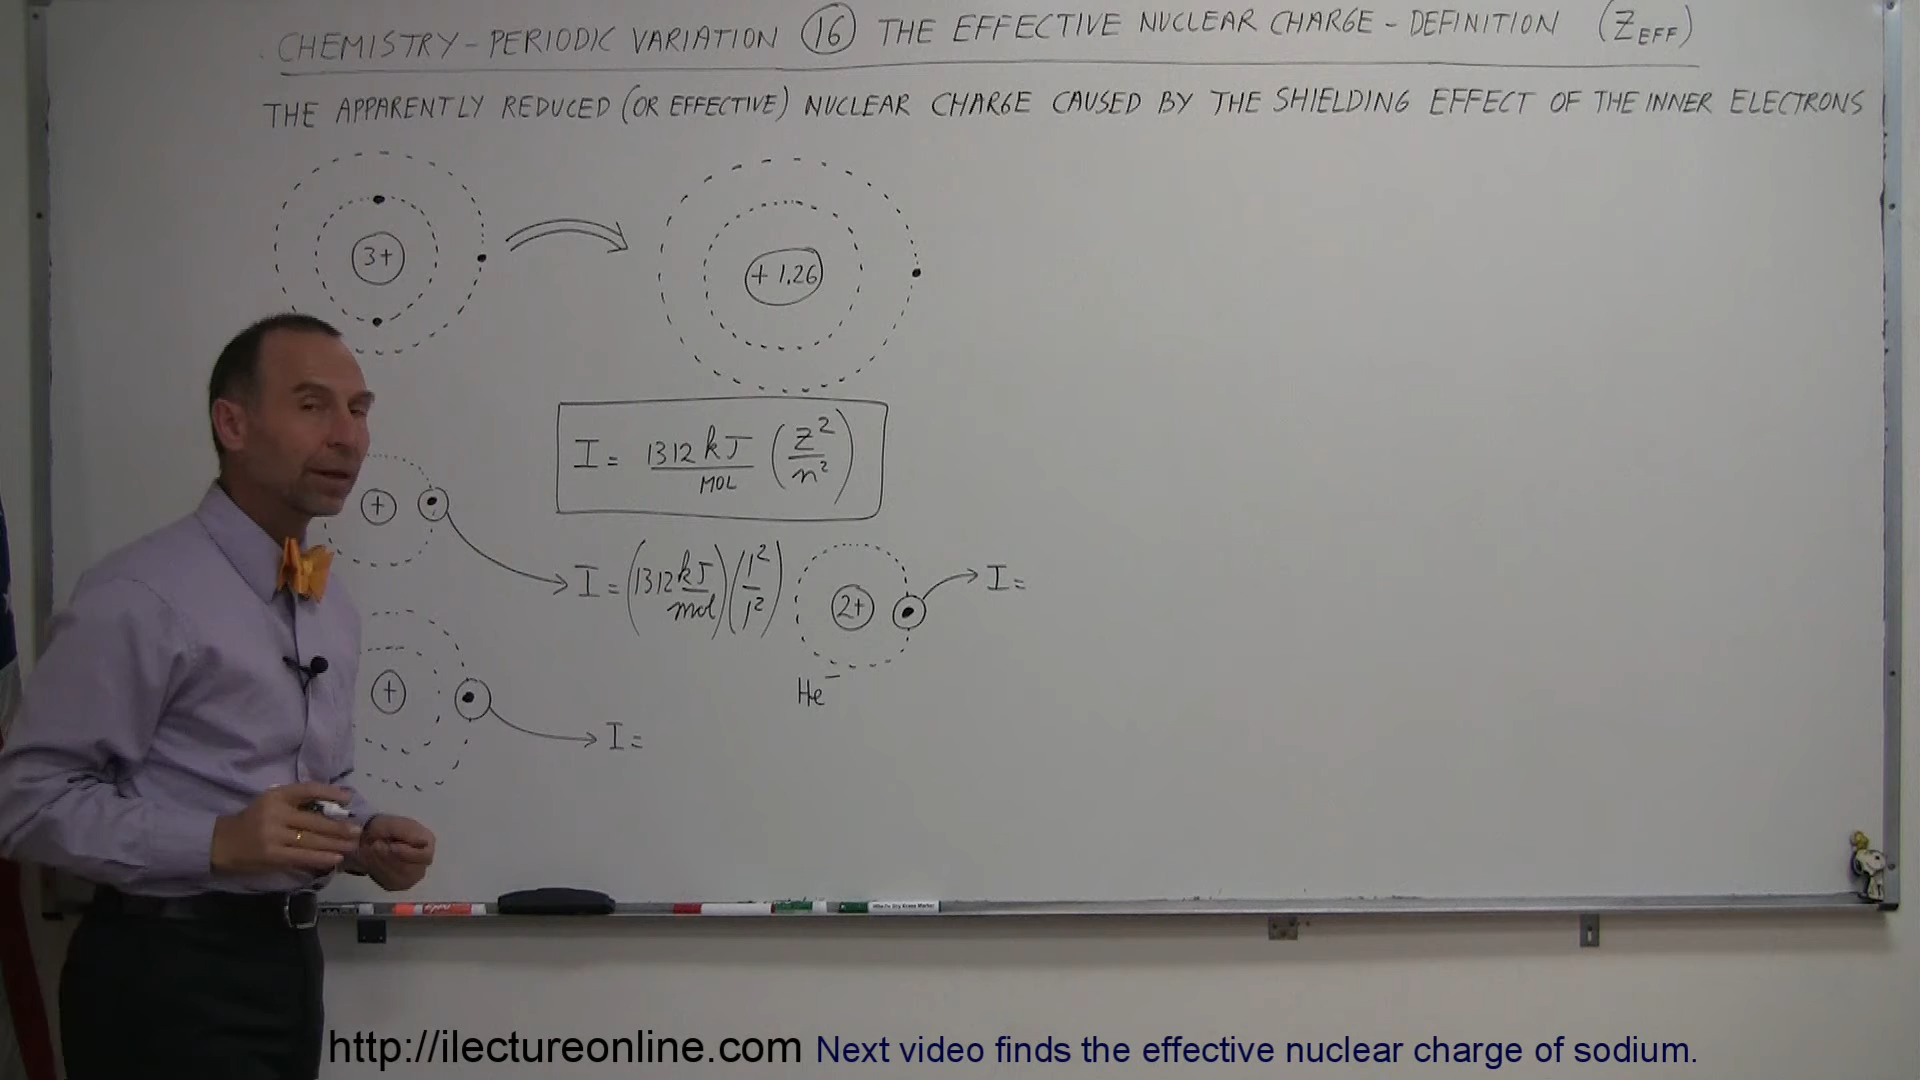 CHEMISTRY - PERIODIC VARIATION 16 THE EFFECTIVE NUCLEAR CHARGE - DEFINITION (Z EFF)
THE APPARENTLY REDUCED (OR EFFECTIVE) NUCLEAR CHARGE CAUSED BY THE SHIELDING EFFECT OF THE INNER ELECTRONS
3+
+ 1.26
I = 1312 kJ/MOL (Z²/n²)
+
I = (1312 kJ/mol)(1²/1²)
2+
I =
He⁻
+
I =
http://ilectureonline.com Next video finds the effective nuclear charge of sodium.